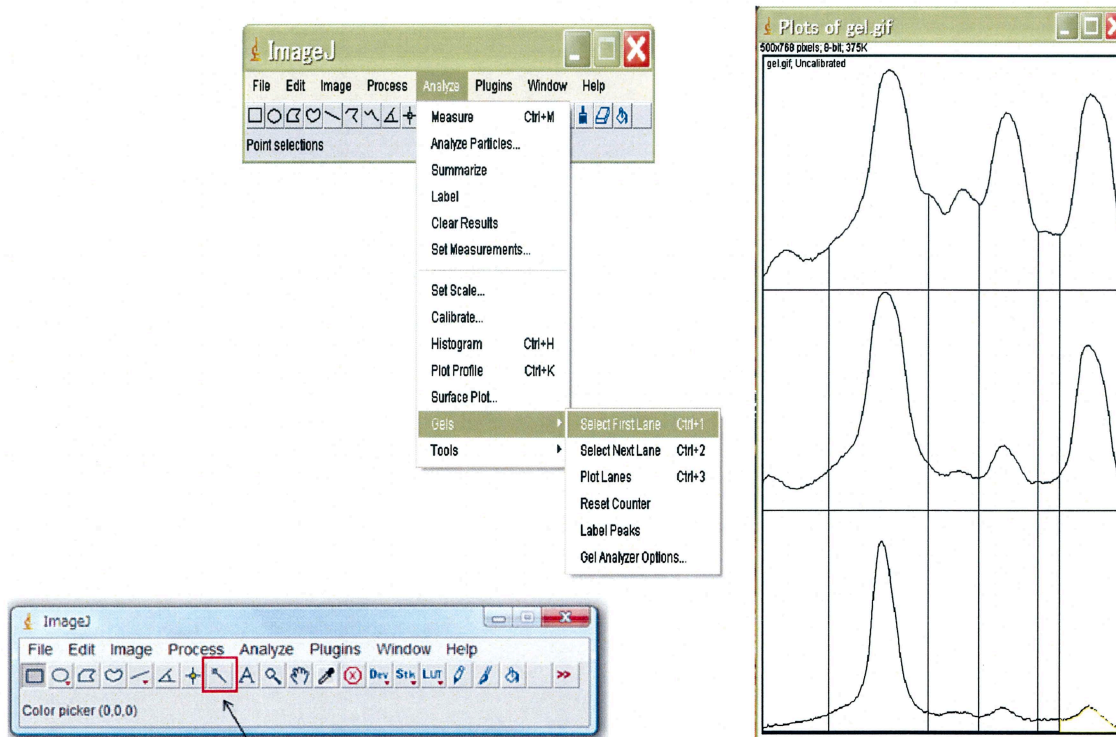 ImageJ
File Edit Image Process Analyze Plugins Window Help
Point selections
Measure Ctrl+M
Analyze Particles...
Summarize
Label
Clear Results
Set Measurements...
Set Scale...
Calibrate...
Histogram Ctrl+H
Plot Profile Ctrl+K
Surface Plot...
Gels
Tools
Select First Lane Ctrl+1
Select Next Lane Ctrl+2
Plot Lanes Ctrl+3
Reset Counter
Label Peaks
Gel Analyzer Options...
Plots of gel.gif
500x768 pixels; 8-bit; 375K
gel.gif, Uncalibrated
ImageJ
File Edit Image Process Analyze Plugins Window Help
A Dev Stk LUT >>
Color picker (0,0,0)